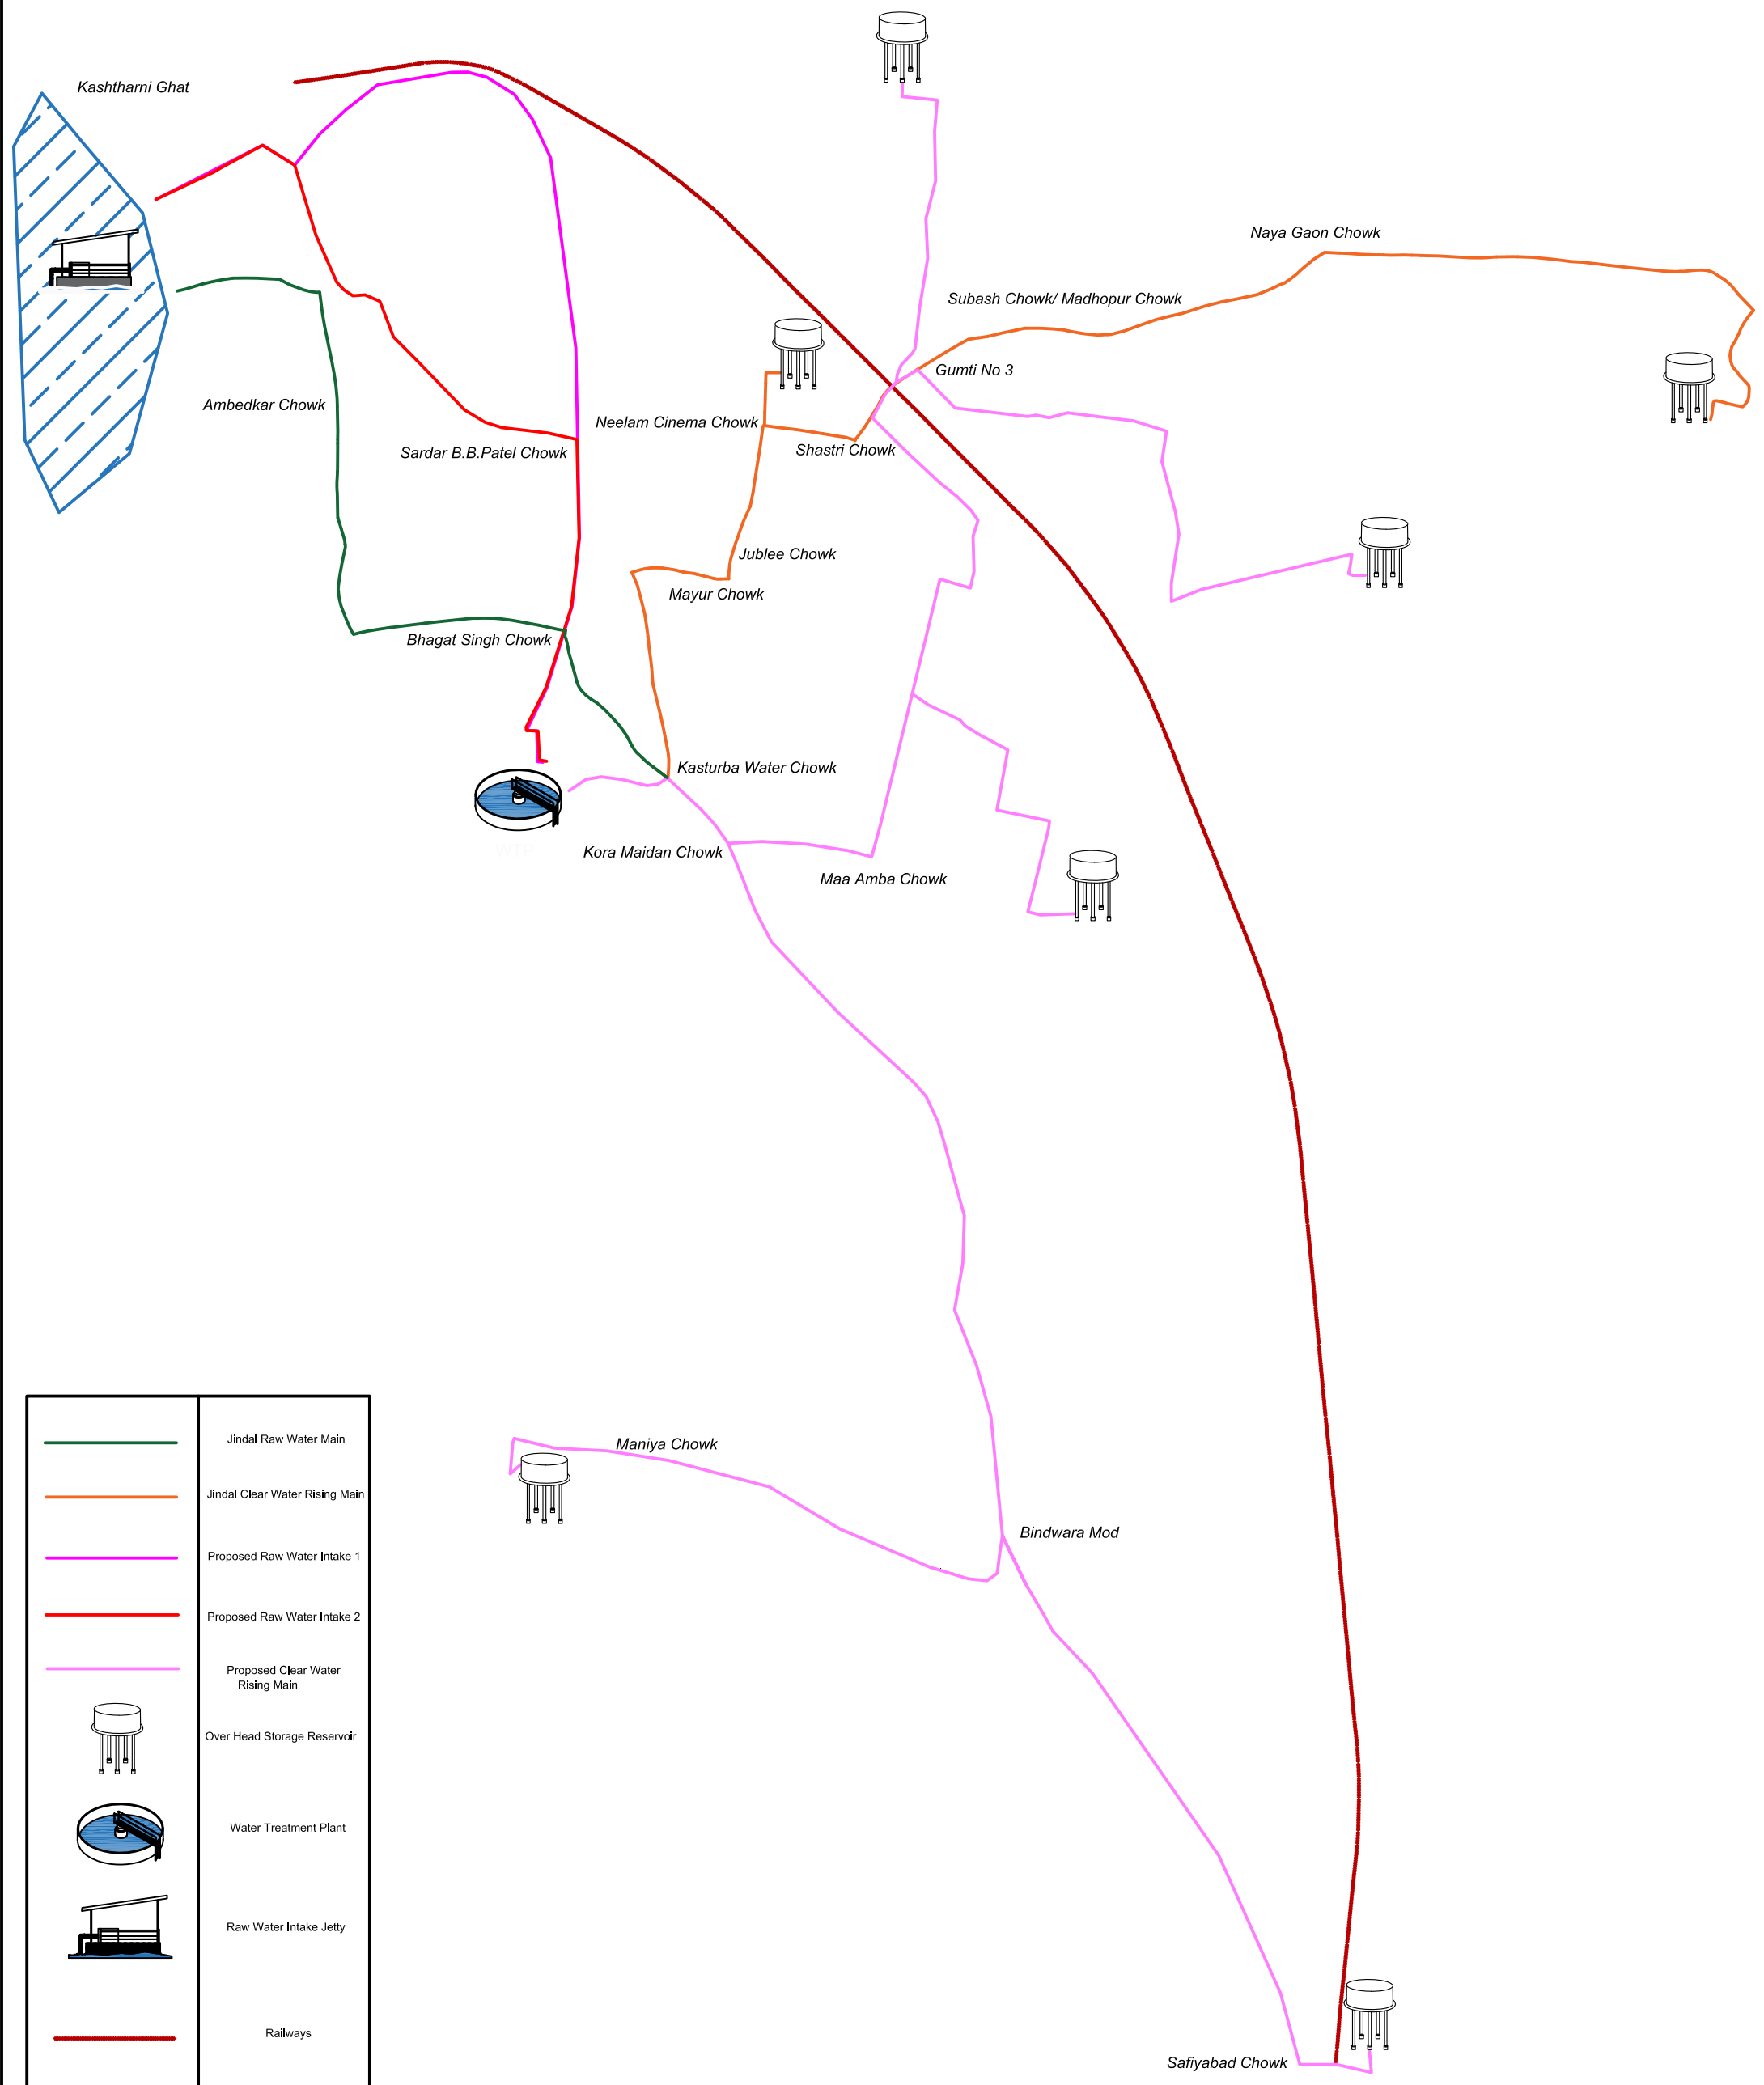 Kashtharni Ghat
Naya Gaon Chowk
Subash Chowk/ Madhopur Chowk
Gumti No 3
Ambedkar Chowk
Neelam Cinema Chowk
Sardar B.B.Patel Chowk
Shastri Chowk
Jublee Chowk
Mayur Chowk
Bhagat Singh Chowk
Kasturba Water Chowk
Kora Maidan Chowk
Maa Amba Chowk
Maniya Chowk
Bindwara Mod
Safiyabad Chowk
Jindal Raw Water Main
Jindal Clear Water Rising Main
Proposed Raw Water Intake 1
Proposed Raw Water Intake 2
Proposed Clear Water
Rising Main
Over Head Storage Reservoir
Water Treatment Plant
Raw Water Intake Jetty
Railways